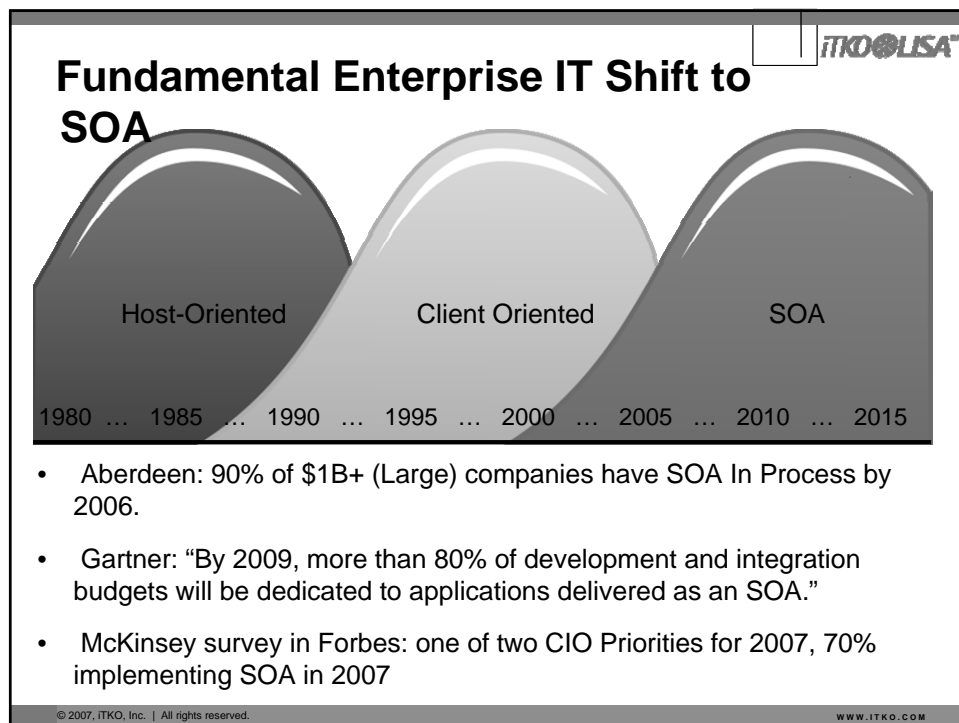 iTKO LISA™
Fundamental Enterprise IT Shift to
SOA
Host-Oriented
Client Oriented
SOA
1980 … 1985 … 1990 … 1995 … 2000 … 2005 … 2010 … 2015
• Aberdeen: 90% of $1B+ (Large) companies have SOA In Process by
2006.
• Gartner: “By 2009, more than 80% of development and integration
budgets will be dedicated to applications delivered as an SOA.”
• McKinsey survey in Forbes: one of two CIO Priorities for 2007, 70%
implementing SOA in 2007
© 2007, iTKO, Inc. | All rights reserved.
WWW.ITKO.COM